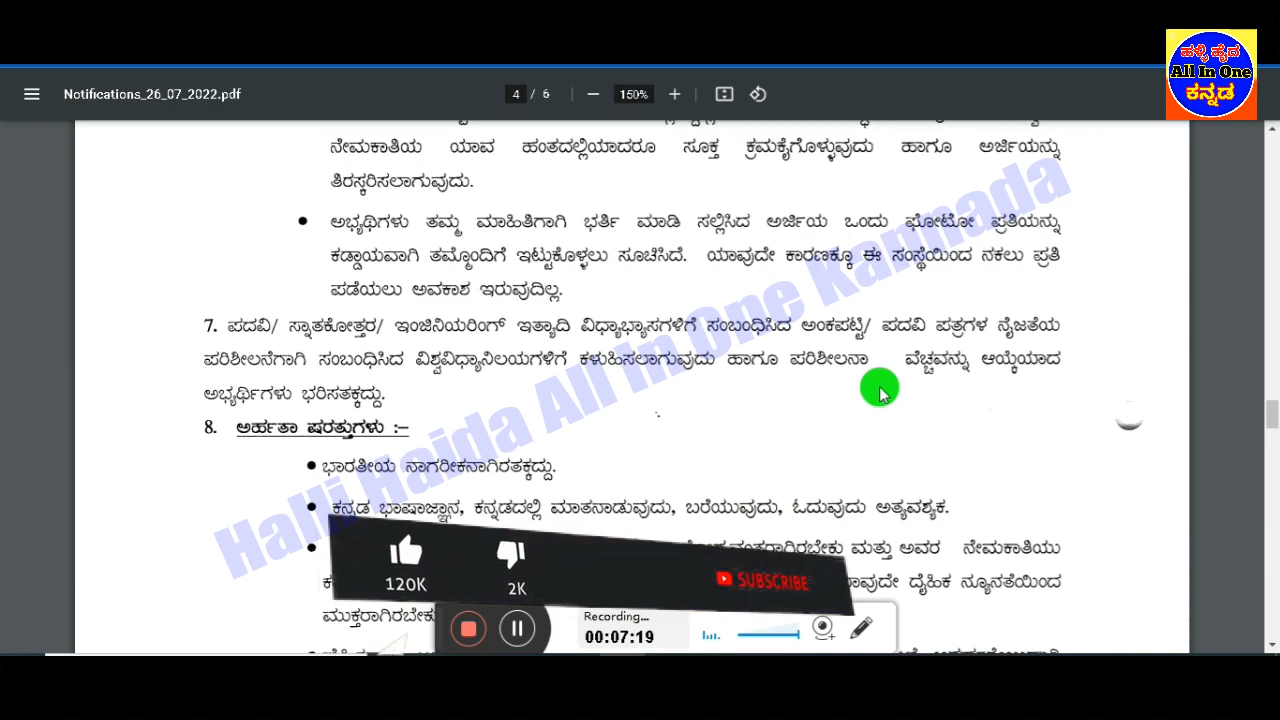 ಹಳ್ಳಿ ಹೈದ
All In One
ಕನ್ನಡ
Notifications_26_07_2022.pdf
4 / 6
150%
ನೇಮಕಾತಿಯ ಯಾವ ಹಂತದಲ್ಲಿಯಾದರೂ ಸೂಕ್ತ ಕ್ರಮಕೈಗೊಳ್ಳುವುದು ಹಾಗೂ ಅರ್ಜಿಯನ್ನು
ತಿರಸ್ಕರಿಸಲಾಗುವುದು.
● ಅಭ್ಯಥಿಗಳು ತಮ್ಮ ಮಾಹಿತಿಗಾಗಿ ಭರ್ತಿ ಮಾಡಿ ಸಲ್ಲಿಸಿದ ಅರ್ಜಿಯ ಒಂದು ಘೋಟೋ ಪ್ರತಿಯನ್ನು
ಕಡ್ಡಾಯವಾಗಿ ತಮ್ಮೊಂದಿಗೆ ಇಟ್ಟುಕೊಳ್ಳಲು ಸೂಚಿಸಿದೆ. ಯಾವುದೇ ಕಾರಣಕ್ಕೂ ಈ ಸಂಸ್ಥೆಯಿಂದ ನಕಲು ಪ್ರತಿ
ಪಡೆಯಲು ಅವಕಾಶ ಇರುವುದಿಲ್ಲ.
7. ಪದವಿ/ ಸ್ನಾತಕೋತ್ತರ/ ಇಂಜಿನಿಯರಿಂಗ್ ಇತ್ಯಾದಿ ವಿಧ್ಯಾಭ್ಯಾಸಗಳಿಗೆ ಸಂಬಂಧಿಸಿದ ಅಂಕಪಟ್ಟಿ/ ಪದವಿ ಪತ್ರಗಳ ನೈಜತೆಯ
ಪರಿಶೀಲನೆಗಾಗಿ ಸಂಬಂಧಿಸಿದ ವಿಶ್ವವಿಧ್ಯಾನಿಲಯಗಳಿಗೆ ಕಳುಹಿಸಲಾಗುವುದು ಹಾಗೂ ಪರಿಶೀಲನಾ ವೆಚ್ಚವನ್ನು ಆಯ್ಕೆಯಾದ
ಅಭ್ಯರ್ಥಿಗಳು ಭರಿಸತಕ್ಕದ್ದು.
8. ಅರ್ಹತಾ ಷರತ್ತುಗಳು :–
● ಭಾರತೀಯ ನಾಗರೀಕನಾಗಿರತಕ್ಕದ್ದು.
● ಕನ್ನಡ ಭಾಷಾಜ್ಞಾನ, ಕನ್ನಡದಲ್ಲಿ ಮಾತನಾಡುವುದು, ಬರೆಯುವುದು, ಓದುವುದು ಅತ್ಯವಶ್ಯಕ.
● ಮತ್ತು ಅವರ ನೇಮಕಾತಿಯು
ದೈಹಿಕ ನ್ಯೂನತೆಯಿಂದ
ಮುಕ್ತರಾಗಿರಬೇಕು
Halli Haida All In One Kannada
120K
2K
SUBSCRIBE
Recording...
00:07:19